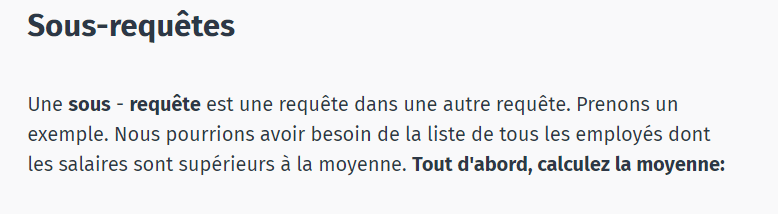 Sous-requêtes
Une sous - requête est une requête dans une autre requête. Prenons un
exemple. Nous pourrions avoir besoin de la liste de tous les employés dont
les salaires sont supérieurs à la moyenne. Tout d'abord, calculez la moyenne: